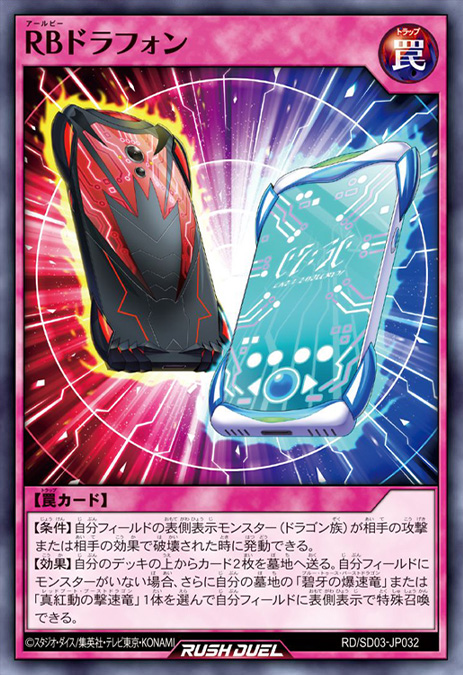 アールビー
RBドラフォン
トラップ
罠
トラップ
【罠カード】
【条件】自分フィールドの表側表示モンスター(ドラゴン族)が相手の攻撃
または相手の効果で破壊された時に発動できる。
【効果】自分のデッキの上からカード2枚を墓地へ送る。自分フィールドに
モンスターがいない場合、さらに自分の墓地の「碧牙の爆速竜」または
「真紅動の撃速竜」1体を選んで自分フィールドに表側表示で特殊召喚
できる。
©スタジオ・ダイス/集英社・テレビ東京・KONAMI
RUSH DUEL
RD/SD03-JP032